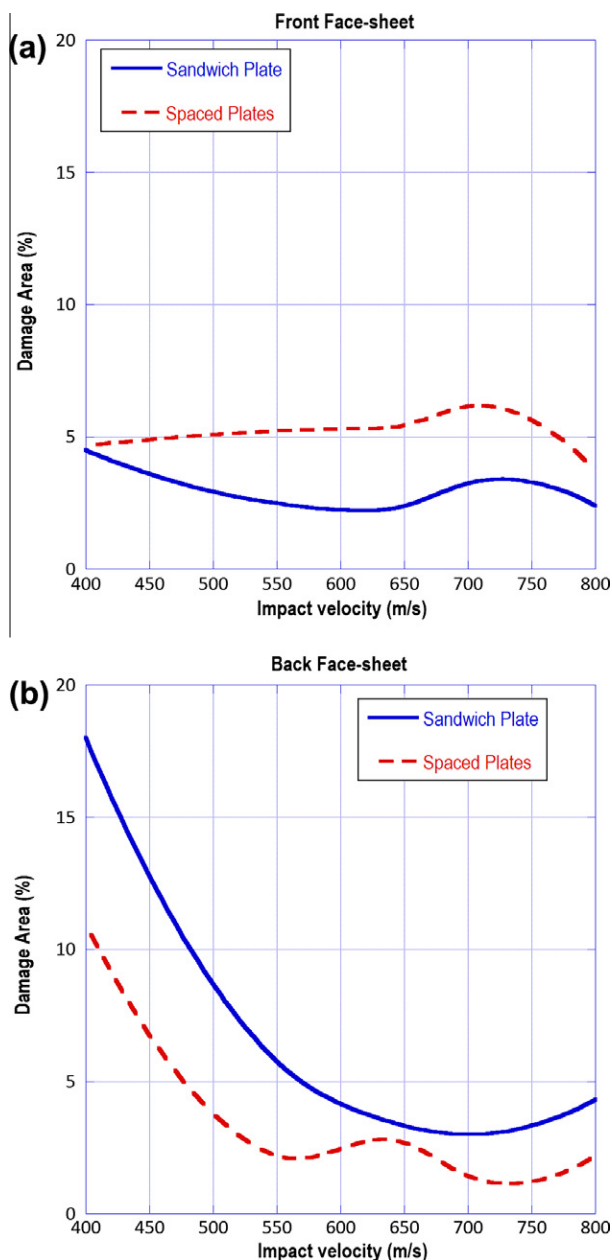 (a)
Front Face-sheet
20
Sandwich Plate
Spaced Plates
15
Damage Area (%)
10
5
0
400 450 500 550 600 650 700 750 800
Impact velocity (m/s)
(b)
Back Face-sheet
20
Sandwich Plate
Spaced Plates
15
Damage Area (%)
10
5
0
400 450 500 550 600 650 700 750 800
Impact velocity (m/s)